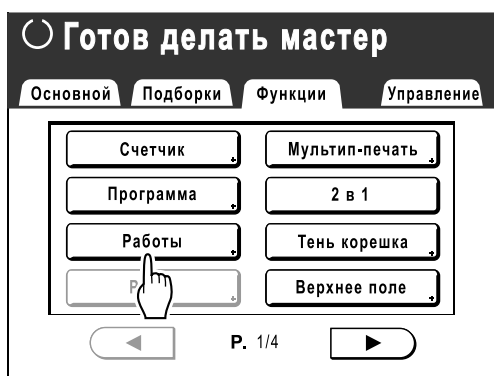 Готов делать мастер
Основной Подборки Функции Управление
Счетчик Мультип-печать
Программа 2 в 1
Работы Тень корешка
Верхнее поле
P. 1/4